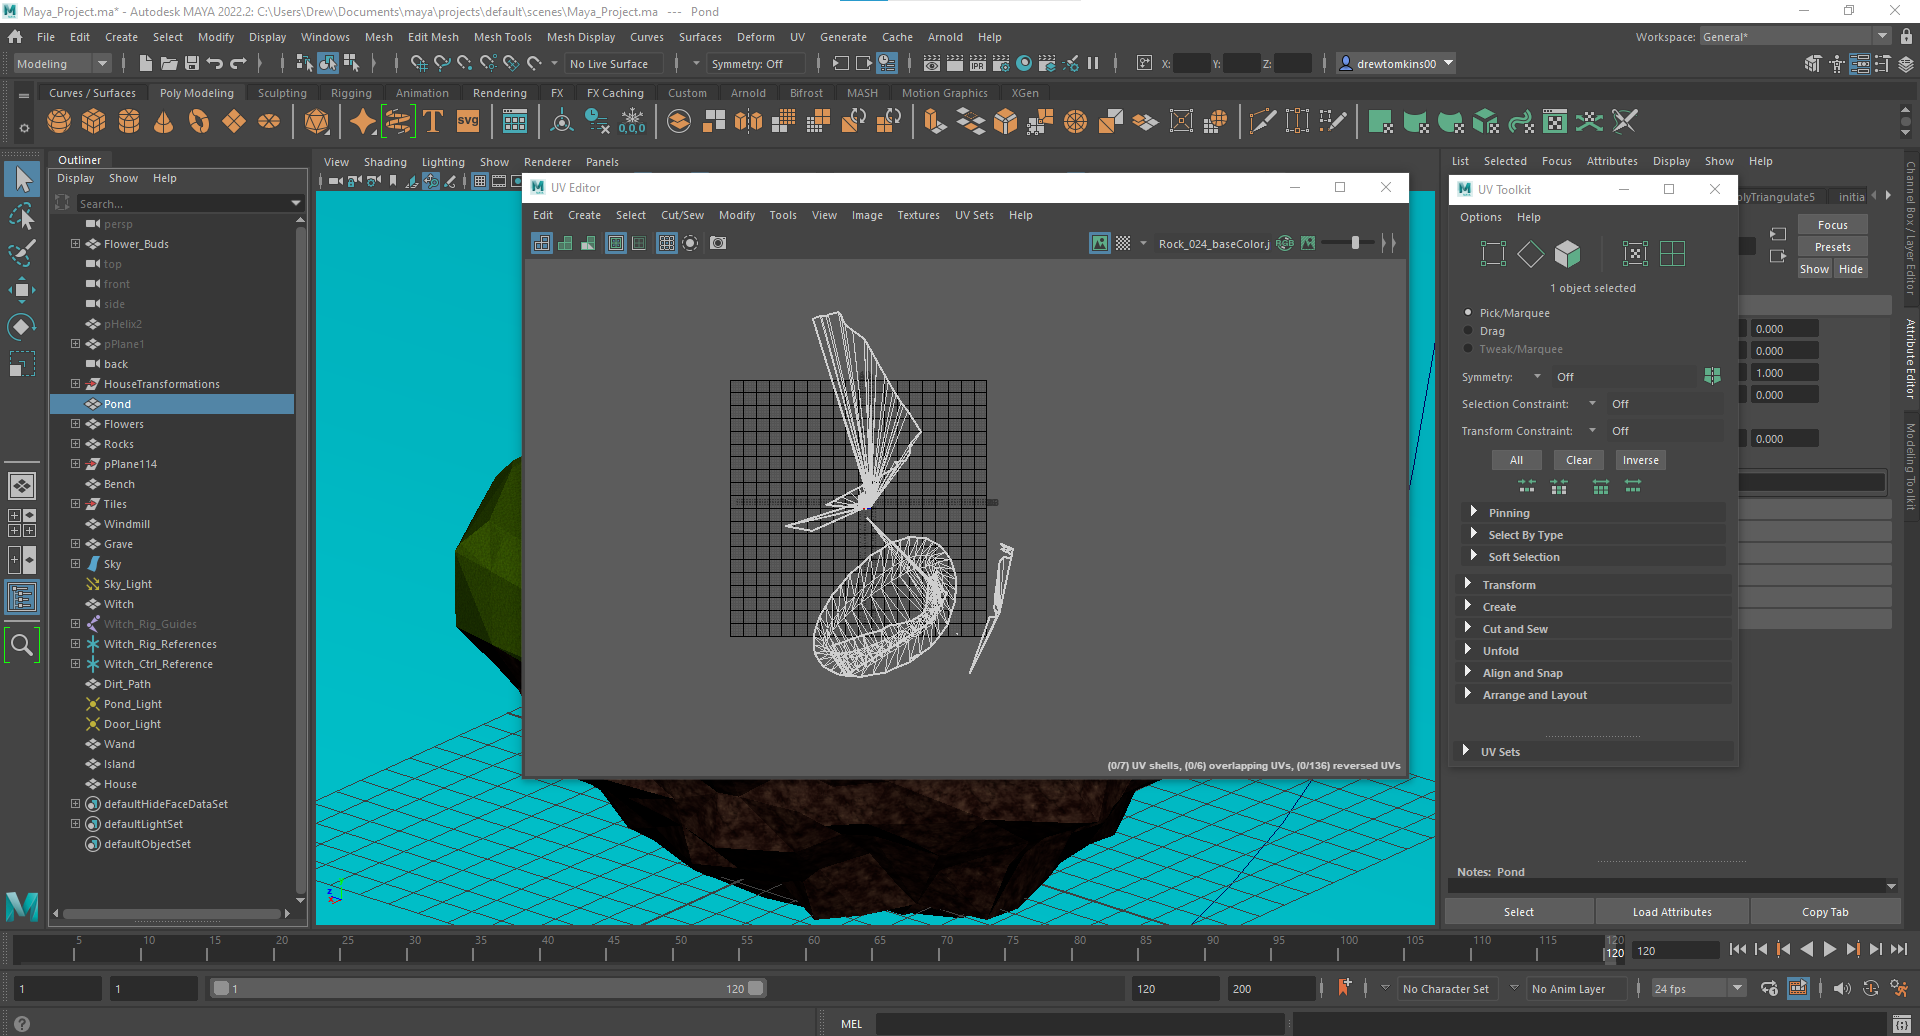 Maya_Project.ma* - Autodesk MAYA 2022.2: C:\Users\Drew\Documents\maya\projects\default\scenes\Maya_Project.ma --- Pond
File Edit Create Select Modify Display Windows Mesh Edit Mesh Mesh Tools Mesh Display Curves Surfaces Deform UV Generate Cache Arnold Help
Workspace: General*
Modeling No Live Surface Symmetry: Off IPR X: Y: Z: drewtomkins00
Curves / Surfaces Poly Modeling Sculpting Rigging Animation Rendering FX FX Caching Custom Arnold Bifrost MASH Motion Graphics XGen
T svg 0,0,0
Outliner
Display Show Help
Search...
persp
Flower_Buds
top
front
side
pHelix2
pPlane1
back
HouseTransformations
Pond
Flowers
Rocks
pPlane114
Bench
Tiles
Windmill
Grave
Sky
Sky_Light
Witch
Witch_Rig_Guides
Witch_Rig_References
Witch_Ctrl_Reference
Dirt_Path
Pond_Light
Door_Light
Wand
Island
House
defaultHideFaceDataSet
defaultLightSet
defaultObjectSet
View Shading Lighting Show Renderer Panels
UV Editor
Edit Create Select Cut/Sew Modify Tools View Image Textures UV Sets Help
Rock_024_baseColor.j RGB
(0/7) UV shells, (0/6) overlapping UVs, (0/136) reversed UVs
z
UV Toolkit
Options Help
1 object selected
Pick/Marquee
Drag
Tweak/Marquee
Symmetry: Off
Selection Constraint: Off
Transform Constraint: Off
All Clear Inverse
Pinning
Select By Type
Soft Selection
Transform
Create
Cut and Sew
Unfold
Align and Snap
Arrange and Layout
UV Sets
List Selected Focus Attributes Display Show Help
olyTriangulate5 initia
Focus
Presets
Show Hide
0.000
0.000
1.000
0.000
0.000
Notes: Pond
Select Load Attributes Copy Tab
Channel Box / Layer Editor
Attribute Editor
Modeling Toolkit
5 10 15 20 25 30 35 40 45 50 55 60 65 70 75 80 85 90 95 100 105 110 115 120
120 120
1 1 1 120 120 200 No Character Set No Anim Layer 24 fps
MEL